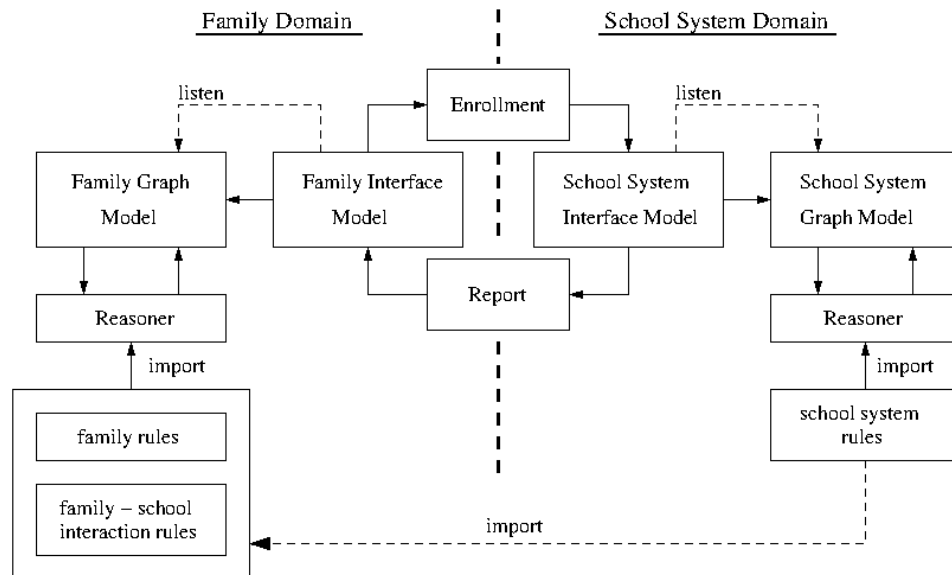 Family Domain
School System Domain
Enrollment
listen
listen
Family Graph
Model
Family Interface
Model
School System
Interface Model
School System
Graph Model
Report
Reasoner
Reasoner
import
import
family rules
school system
rules
family – school
interaction rules
import